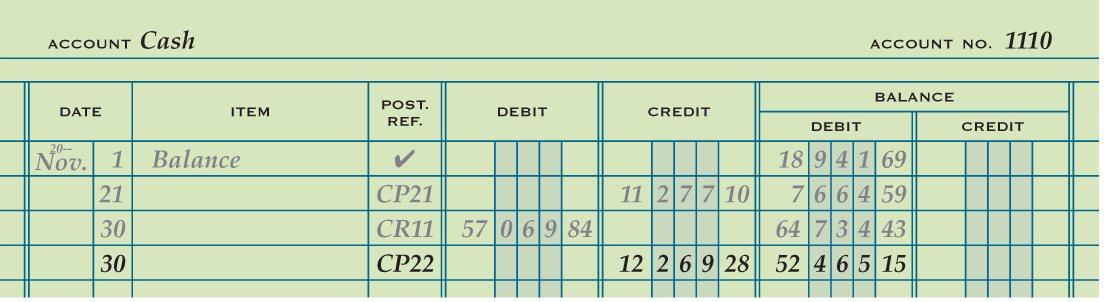 ACCOUNT Cash ACCOUNT NO. 1110
DATE ITEM POST. REF. DEBIT CREDIT BALANCE
DEBIT CREDIT
20-- Nov. 1 Balance ✔ 18 9 4 1 69
21 CP21 11 2 7 7 10 7 6 6 4 59
30 CR11 57 0 6 9 84 64 7 3 4 43
30 CP22 12 2 6 9 28 52 4 6 5 15